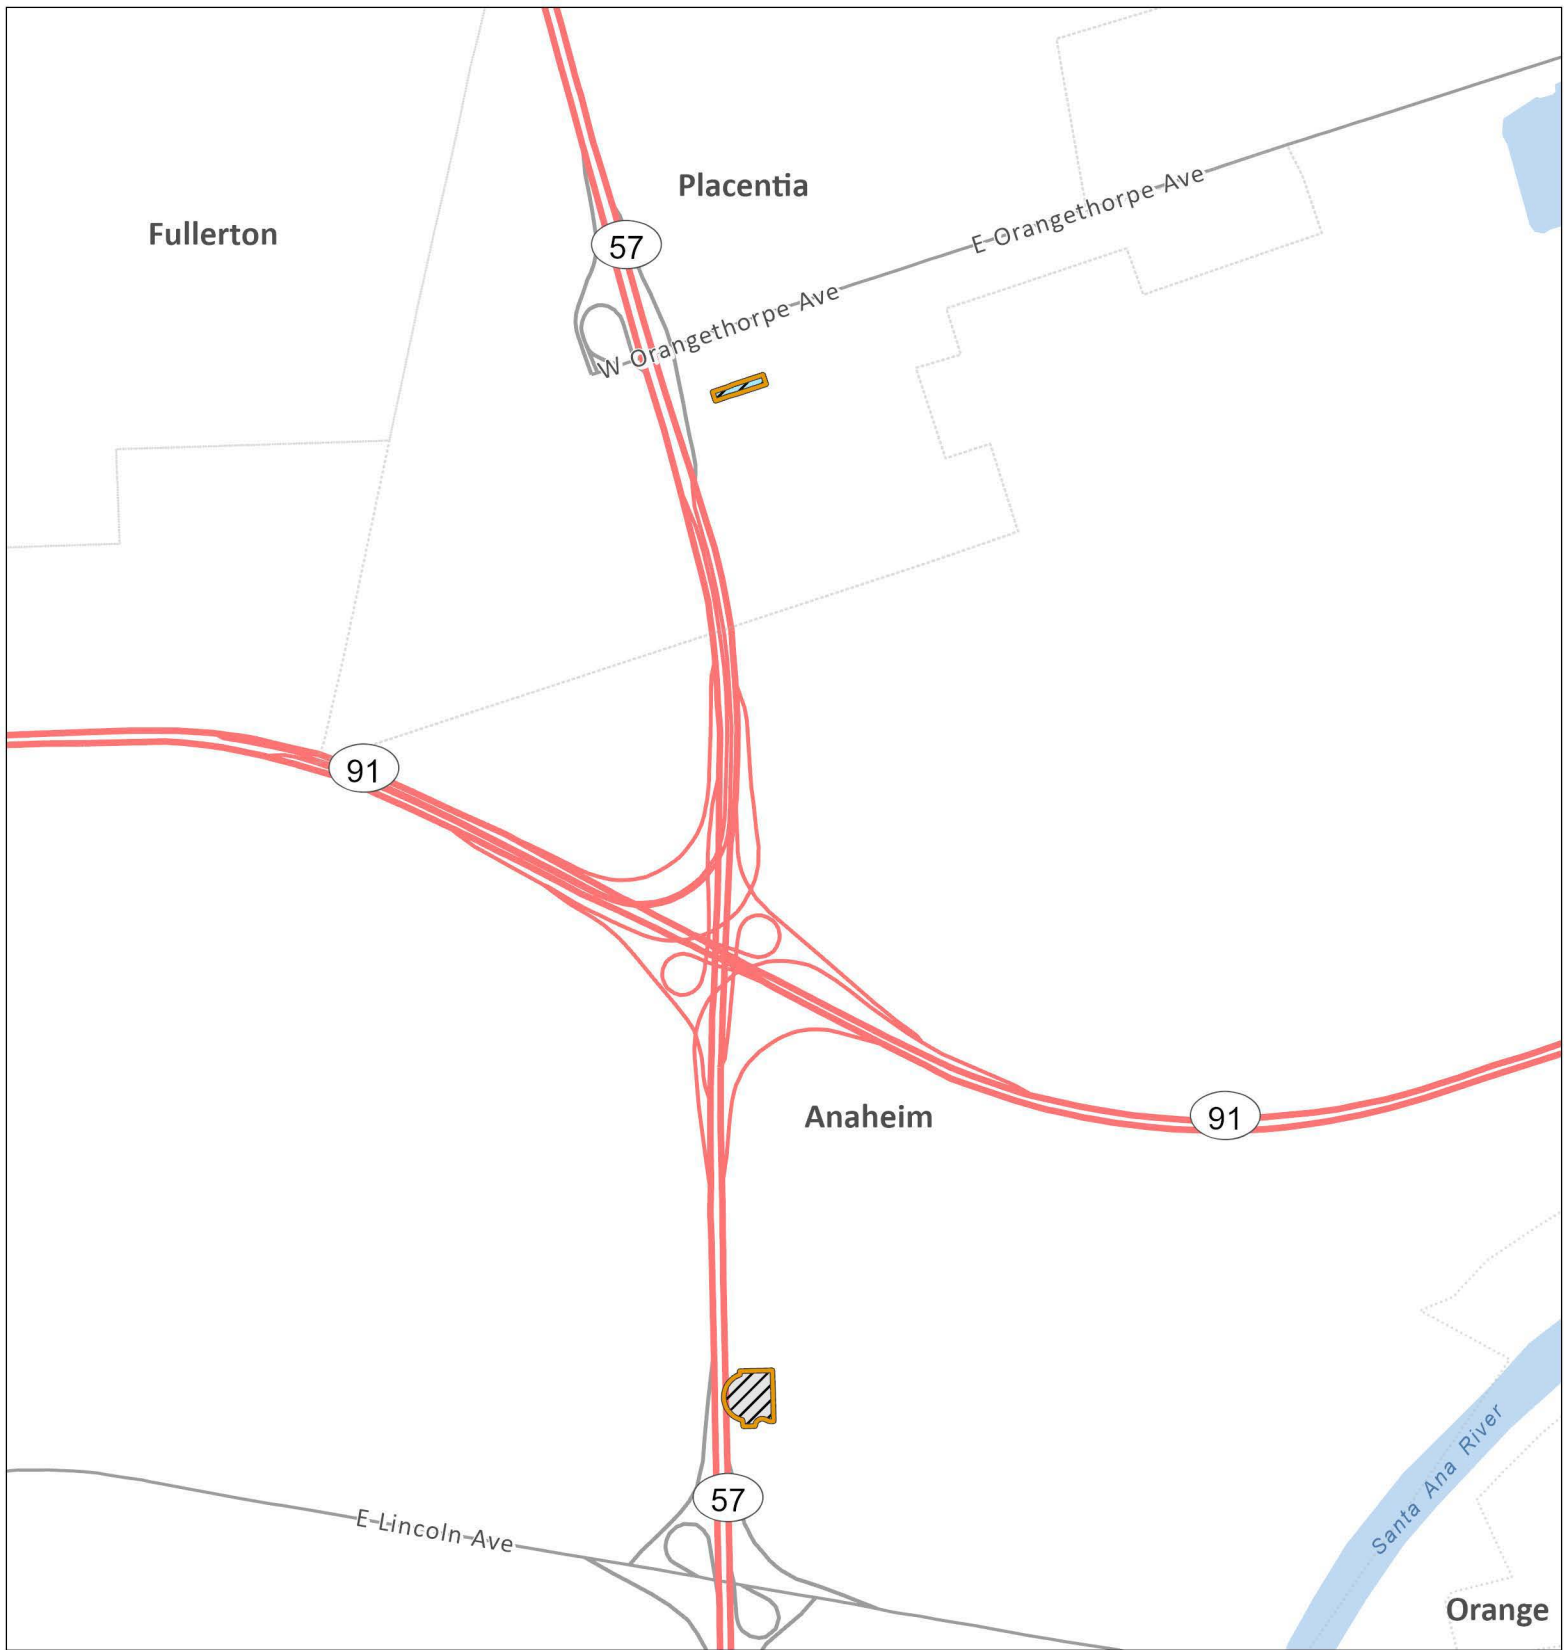 Placentia
E Orangethorpe Ave
Fullerton
57
W Orangethorpe Ave
91
Anaheim
91
Santa Ana River
57
E Lincoln Ave
Orange